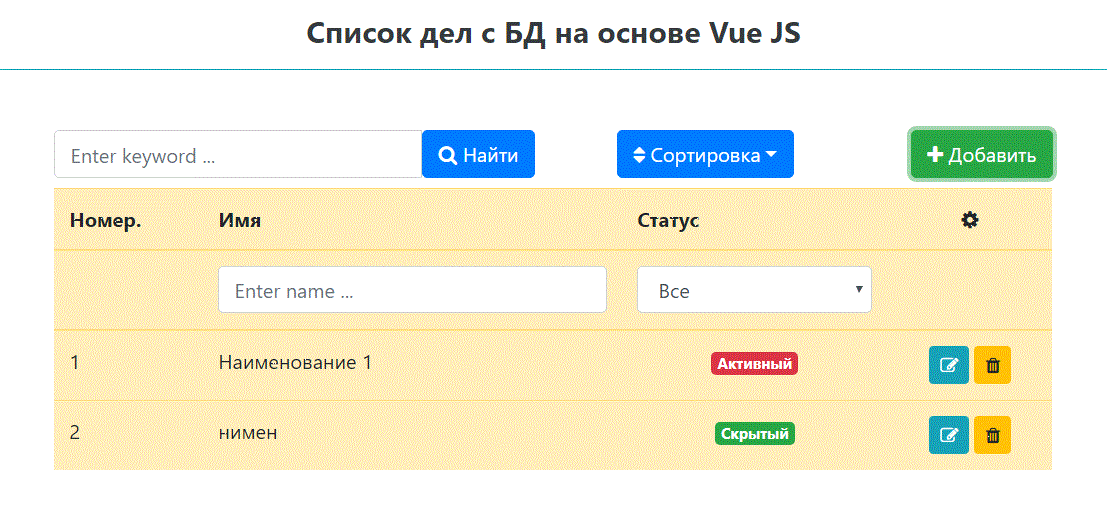 Список дел с БД на основе Vue JS
Enter keyword ... Найти Сортировка Добавить
Номер. Имя Статус
Enter name ... Все
1 Наименование 1 Активный
2 нимен Скрытый